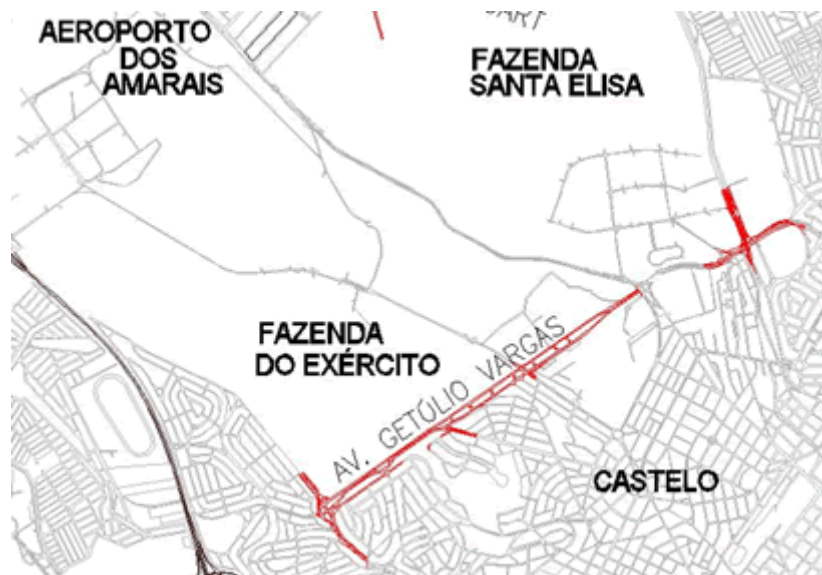 AEROPORTO
DOS
AMARAIS
FAZENDA
SANTA ELISA
FAZENDA
DO EXÉRCITO
AV. GETÚLIO VARGAS
CASTELO